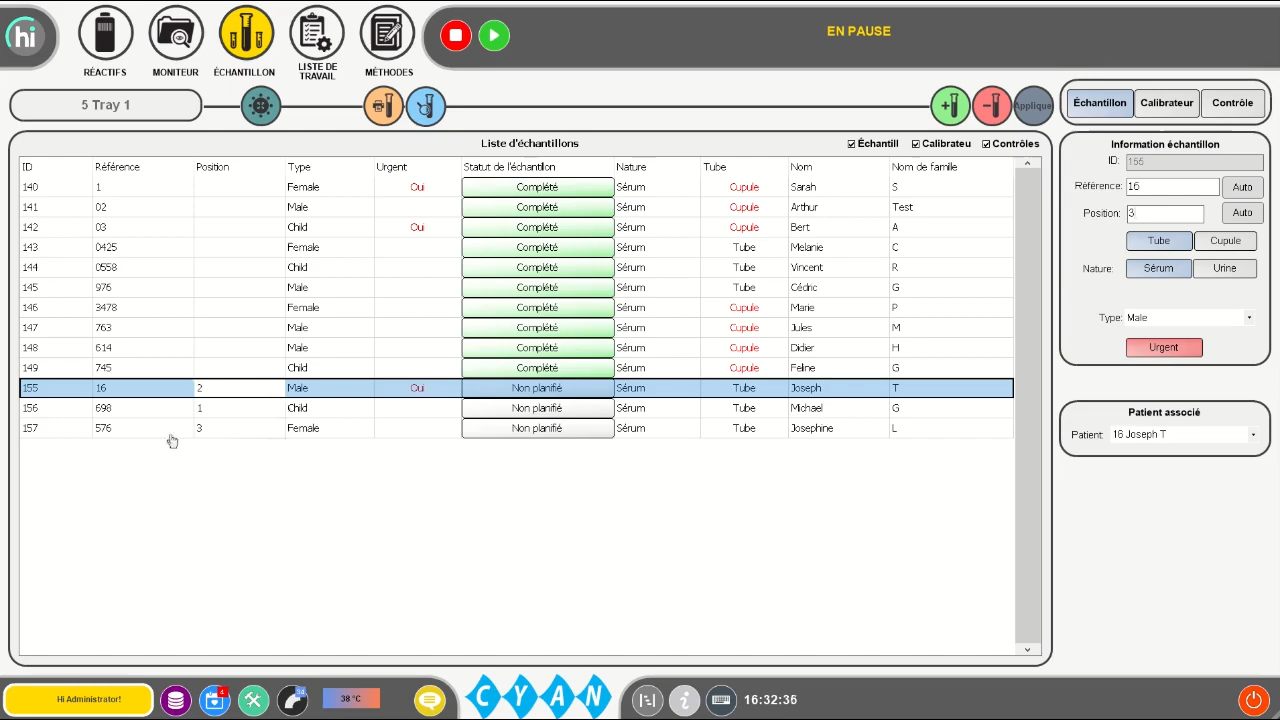 hi
EN PAUSE
RÉACTIFS
MONITEUR
ÉCHANTILLON
LISTE DE TRAVAIL
MÉTHODES
5 Tray 1
Applique
Échantillon Calibrateur Contrôle
Liste d'échantillons
Échantill Calibrateu Contrôles
ID Référence Position Type Urgent Statut de l'échantillon Nature Tube Nom Nom de famille
140 1 Female Oui Complété Sérum Cupule Sarah S
141 02 Male Complété Sérum Cupule Arthur Test
142 03 Child Oui Complété Sérum Cupule Bert A
143 0425 Female Complété Sérum Tube Melanie C
144 0558 Child Complété Sérum Tube Vincent R
145 976 Male Complété Sérum Tube Cédric G
146 3478 Female Complété Sérum Cupule Marie P
147 763 Male Complété Sérum Cupule Jules M
148 614 Male Complété Sérum Cupule Didier H
149 745 Child Complété Sérum Cupule Feline G
155 16 2 Male Oui Non planifié Sérum Tube Joseph T
156 698 1 Child Non planifié Sérum Tube Michael G
157 576 3 Female Non planifié Sérum Tube Josephine L
Information échantillon
ID: 155
Référence: 16 Auto
Position: 3 Auto
Tube Cupule
Nature: Sérum Urine
Type: Male
Urgent
Patient associé
Patient: 16 Joseph T
Hi Administrator!
4
38 °C
CYAN
16:32:36